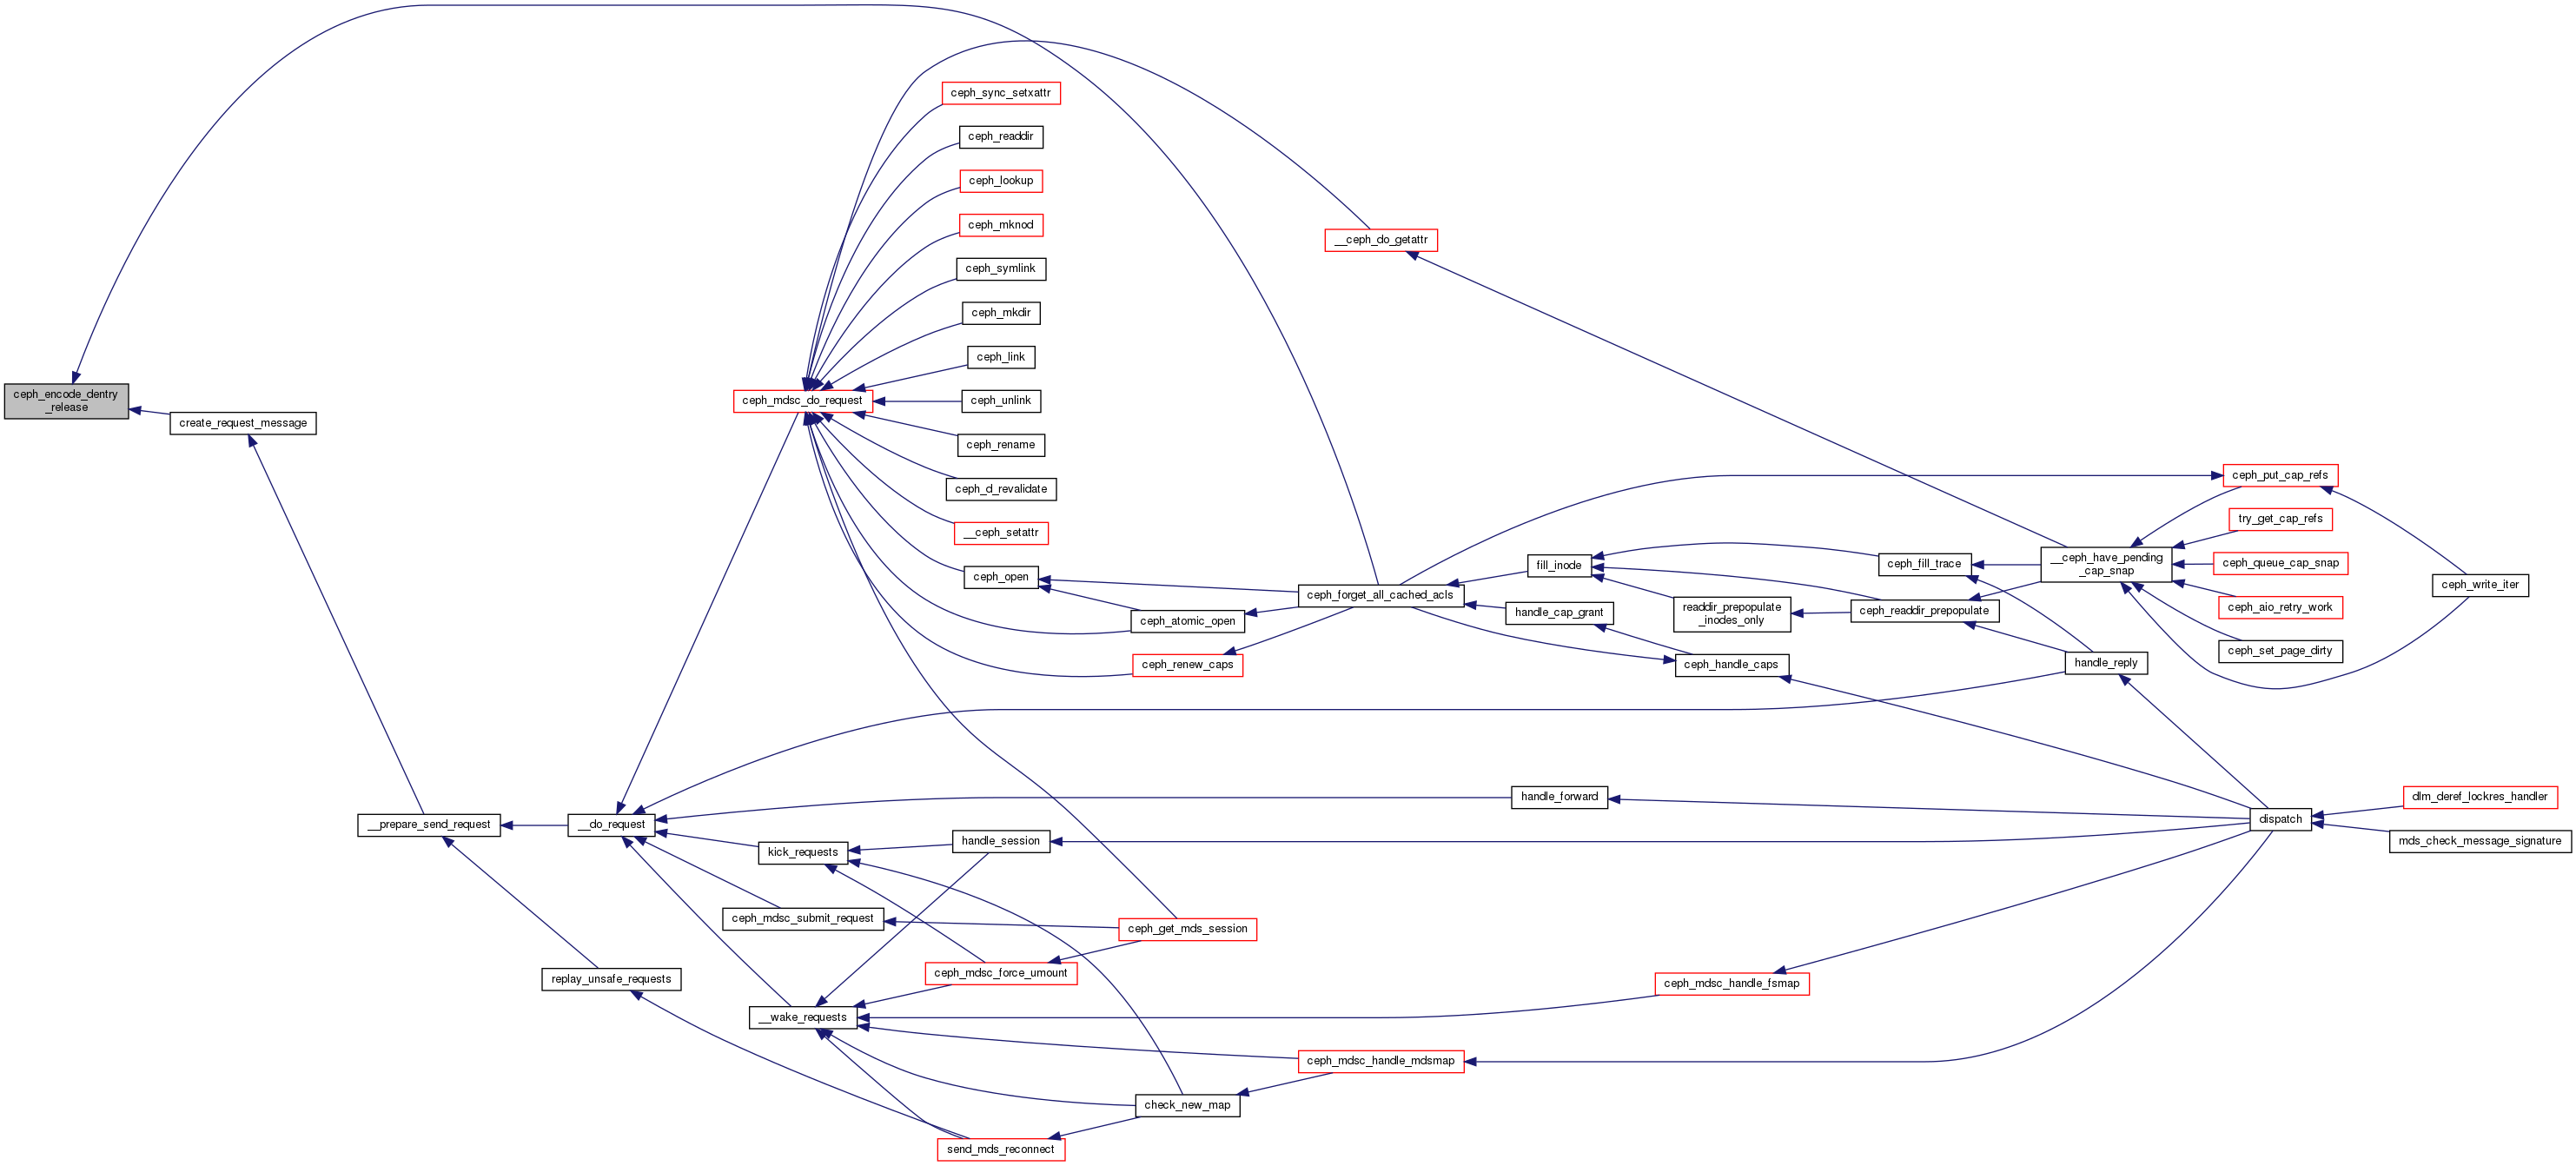 ceph_encode_dentry
_release
create_request_message
__prepare_send_request
__do_request
replay_unsafe_requests
ceph_mdsc_do_request
kick_requests
ceph_mdsc_submit_request
__wake_requests
ceph_sync_setxattr
ceph_readdir
ceph_lookup
ceph_mknod
ceph_symlink
ceph_mkdir
ceph_link
ceph_unlink
ceph_rename
ceph_d_revalidate
__ceph_setattr
ceph_open
handle_session
ceph_mdsc_force_umount
send_mds_reconnect
ceph_atomic_open
ceph_renew_caps
ceph_get_mds_session
check_new_map
__ceph_do_getattr
ceph_forget_all_cached_acls
ceph_mdsc_handle_mdsmap
fill_inode
handle_cap_grant
handle_forward
readdir_prepopulate
_inodes_only
ceph_handle_caps
ceph_mdsc_handle_fsmap
ceph_fill_trace
ceph_readdir_prepopulate
__ceph_have_pending
_cap_snap
handle_reply
ceph_put_cap_refs
try_get_cap_refs
ceph_queue_cap_snap
ceph_aio_retry_work
ceph_set_page_dirty
dispatch
ceph_write_iter
dlm_deref_lockres_handler
mds_check_message_signature